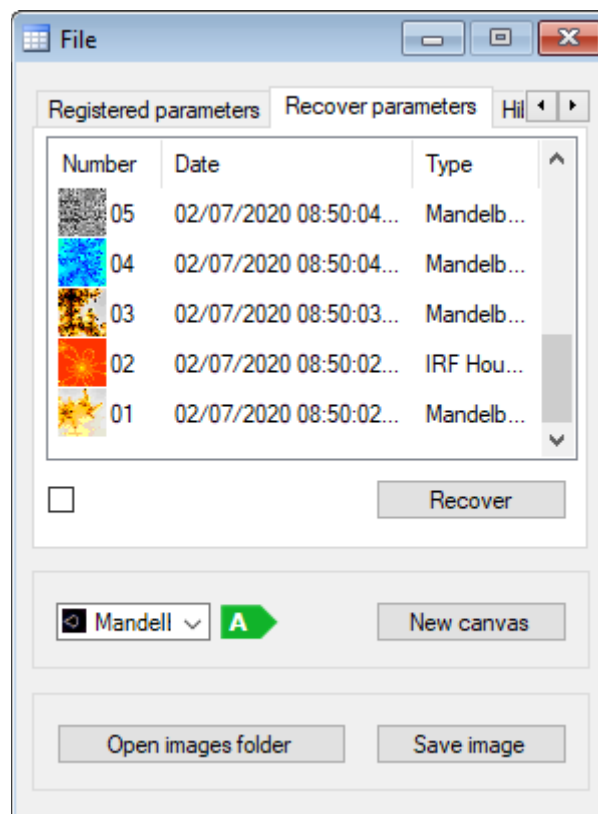 File
Registered parameters Recover parameters Hil
Number Date Type
05 02/07/2020 08:50:04... Mandelb...
04 02/07/2020 08:50:04... Mandelb...
03 02/07/2020 08:50:03... Mandelb...
02 02/07/2020 08:50:02... IRF Hou...
01 02/07/2020 08:50:02... Mandelb...
Recover
Mandell A New canvas
Open images folder Save image